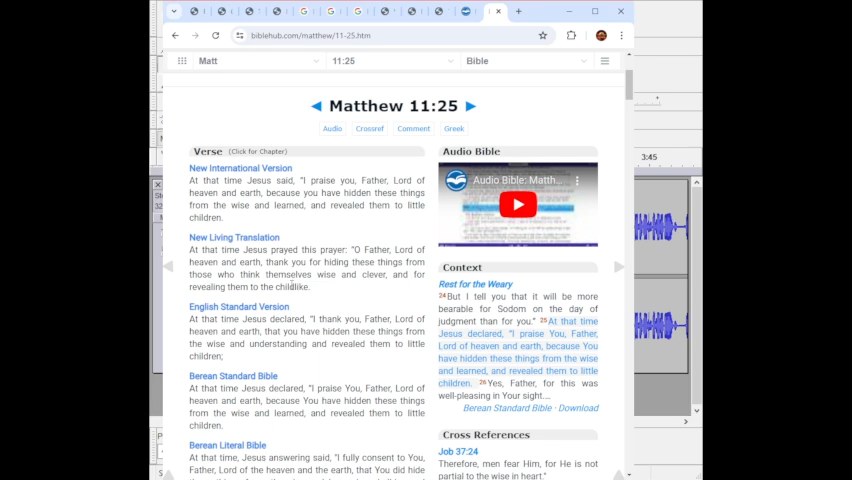 biblehub.com/matthew/11-25.htm
Matt
11:25
Bible
Matthew 11:25
Audio
Crossref
Comment
Greek
Verse (Click for Chapter)
New International Version
At that time Jesus said, “I praise you, Father, Lord of
heaven and earth, because you have hidden these things
from the wise and learned, and revealed them to little
children.
New Living Translation
At that time Jesus prayed this prayer: “O Father, Lord of
heaven and earth, thank you for hiding these things from
those who think themselves wise and clever, and for
revealing them to the childlike.
English Standard Version
At that time Jesus declared, “I thank you, Father, Lord of
heaven and earth, that you have hidden these things from
the wise and understanding and revealed them to little
children;
Berean Standard Bible
At that time Jesus declared, “I praise You, Father, Lord of
heaven and earth, because You have hidden these things
from the wise and learned, and revealed them to little
children.
Berean Literal Bible
At that time Jesus answering said, “I fully consent to You,
Father, Lord of the heaven and the earth, that You did hide
Audio Bible
Audio Bible: Matth...
Context
Rest for the Weary
24But I tell you that it will be more
bearable for Sodom on the day of
judgment than for you.” 25At that time
Jesus declared, “I praise You, Father,
Lord of heaven and earth, because You
have hidden these things from the wise
and learned, and revealed them to little
children. 26Yes, Father, for this was
well-pleasing in Your sight.…
Berean Standard Bible · Download
Cross References
Job 37:24
Therefore, men fear Him, for He is not
partial to the wise in heart."
3:45